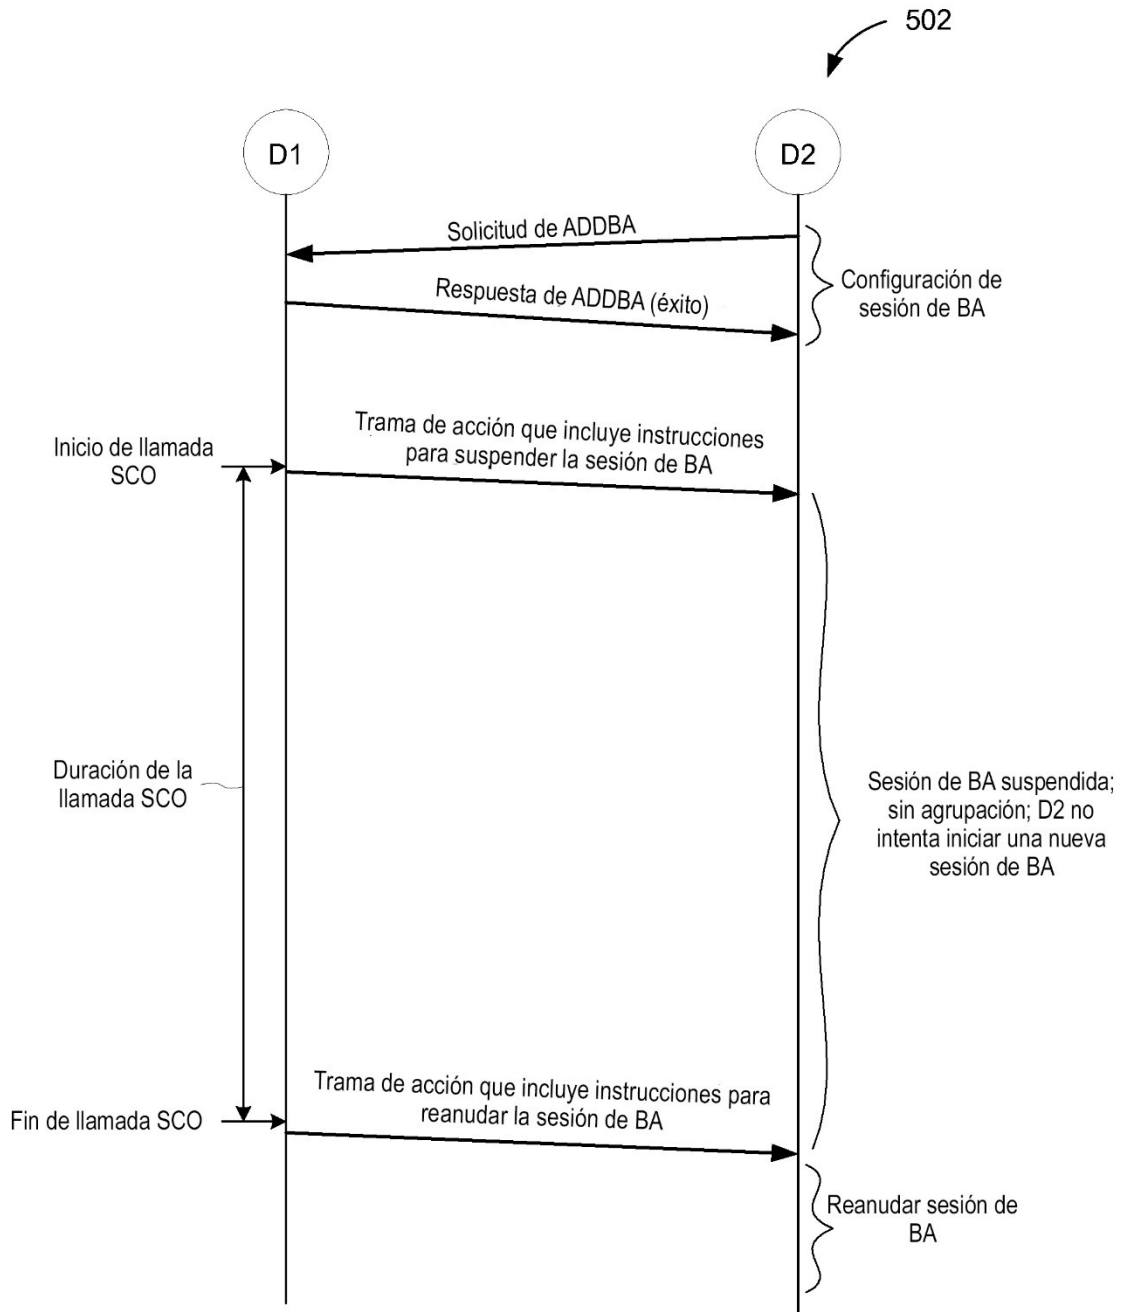 502
D1
D2
Solicitud de ADDBA
Respuesta de ADDBA (éxito)
Configuración de
sesión de BA
Trama de acción que incluye instrucciones
para suspender la sesión de BA
Inicio de llamada
SCO
Duración de la
llamada SCO
Sesión de BA suspendida;
sin agrupación; D2 no
intenta iniciar una nueva
sesión de BA
Trama de acción que incluye instrucciones para
reanudar la sesión de BA
Fin de llamada SCO
Reanudar sesión de
BA